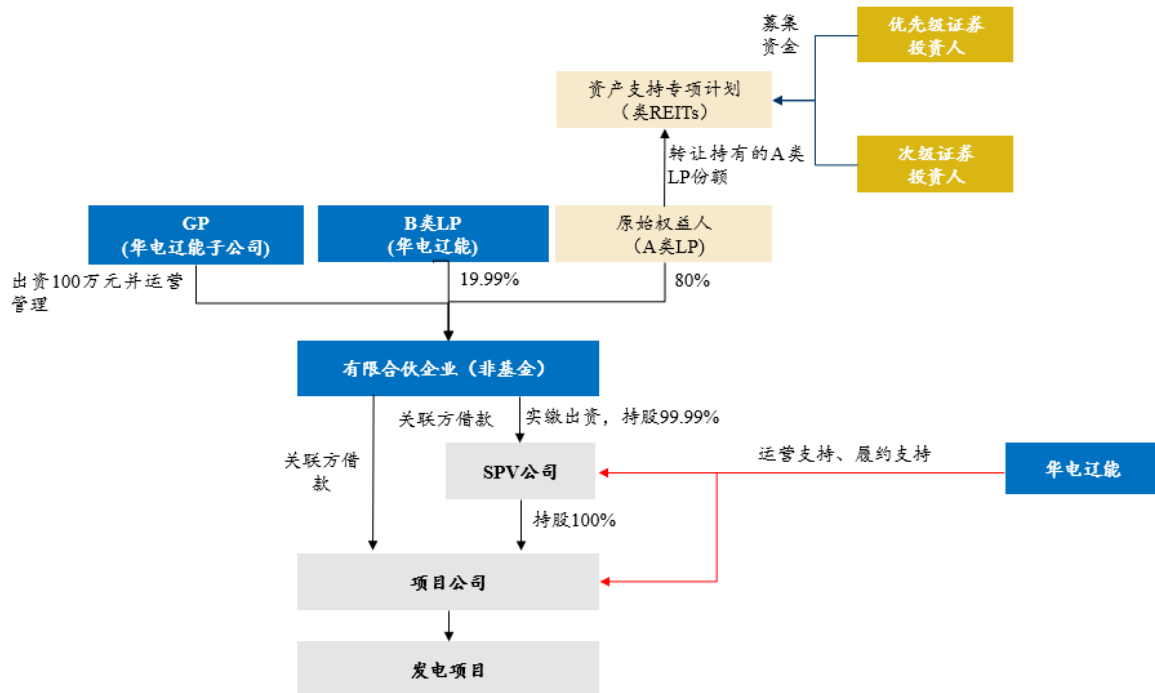 募集
资金
优先级证券
投资人
资产支持专项计划
（类REITs）
次级证券
投资人
转让持有的A类
LP份额
GP
(华电辽能子公司)
B类LP
(华电辽能)
原始权益人
（A类LP）
出资100万元并运营
管理
19.99%
80%
有限合伙企业（非基金）
关联方借款
实缴出资，持股99.99%
关联方借
款
SPV公司
运营支持、履约支持
华电辽能
持股100%
项目公司
发电项目